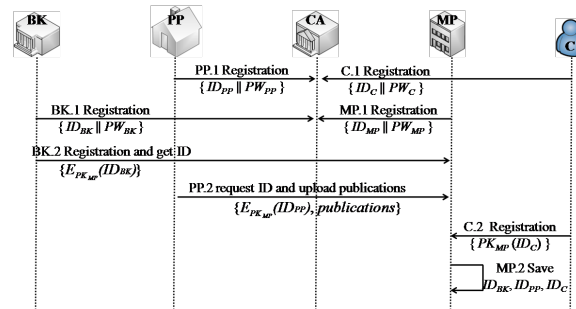 BK PP CA MP C
PP.1 Registration C.1 Registration
{ ID_PP || PW_PP } { ID_C || PW_C }
BK.1 Registration MP.1 Registration
{ ID_BK || PW_BK } { ID_MP || PW_MP }
BK.2 Registration and get ID
{E_PK_MP(ID_BK)}
PP.2 request ID and upload publications
{E_PK_MP(ID_PP), publications}
C.2 Registration
{ PK_MP (ID_C) }
MP.2 Save
ID_BK, ID_PP, ID_C